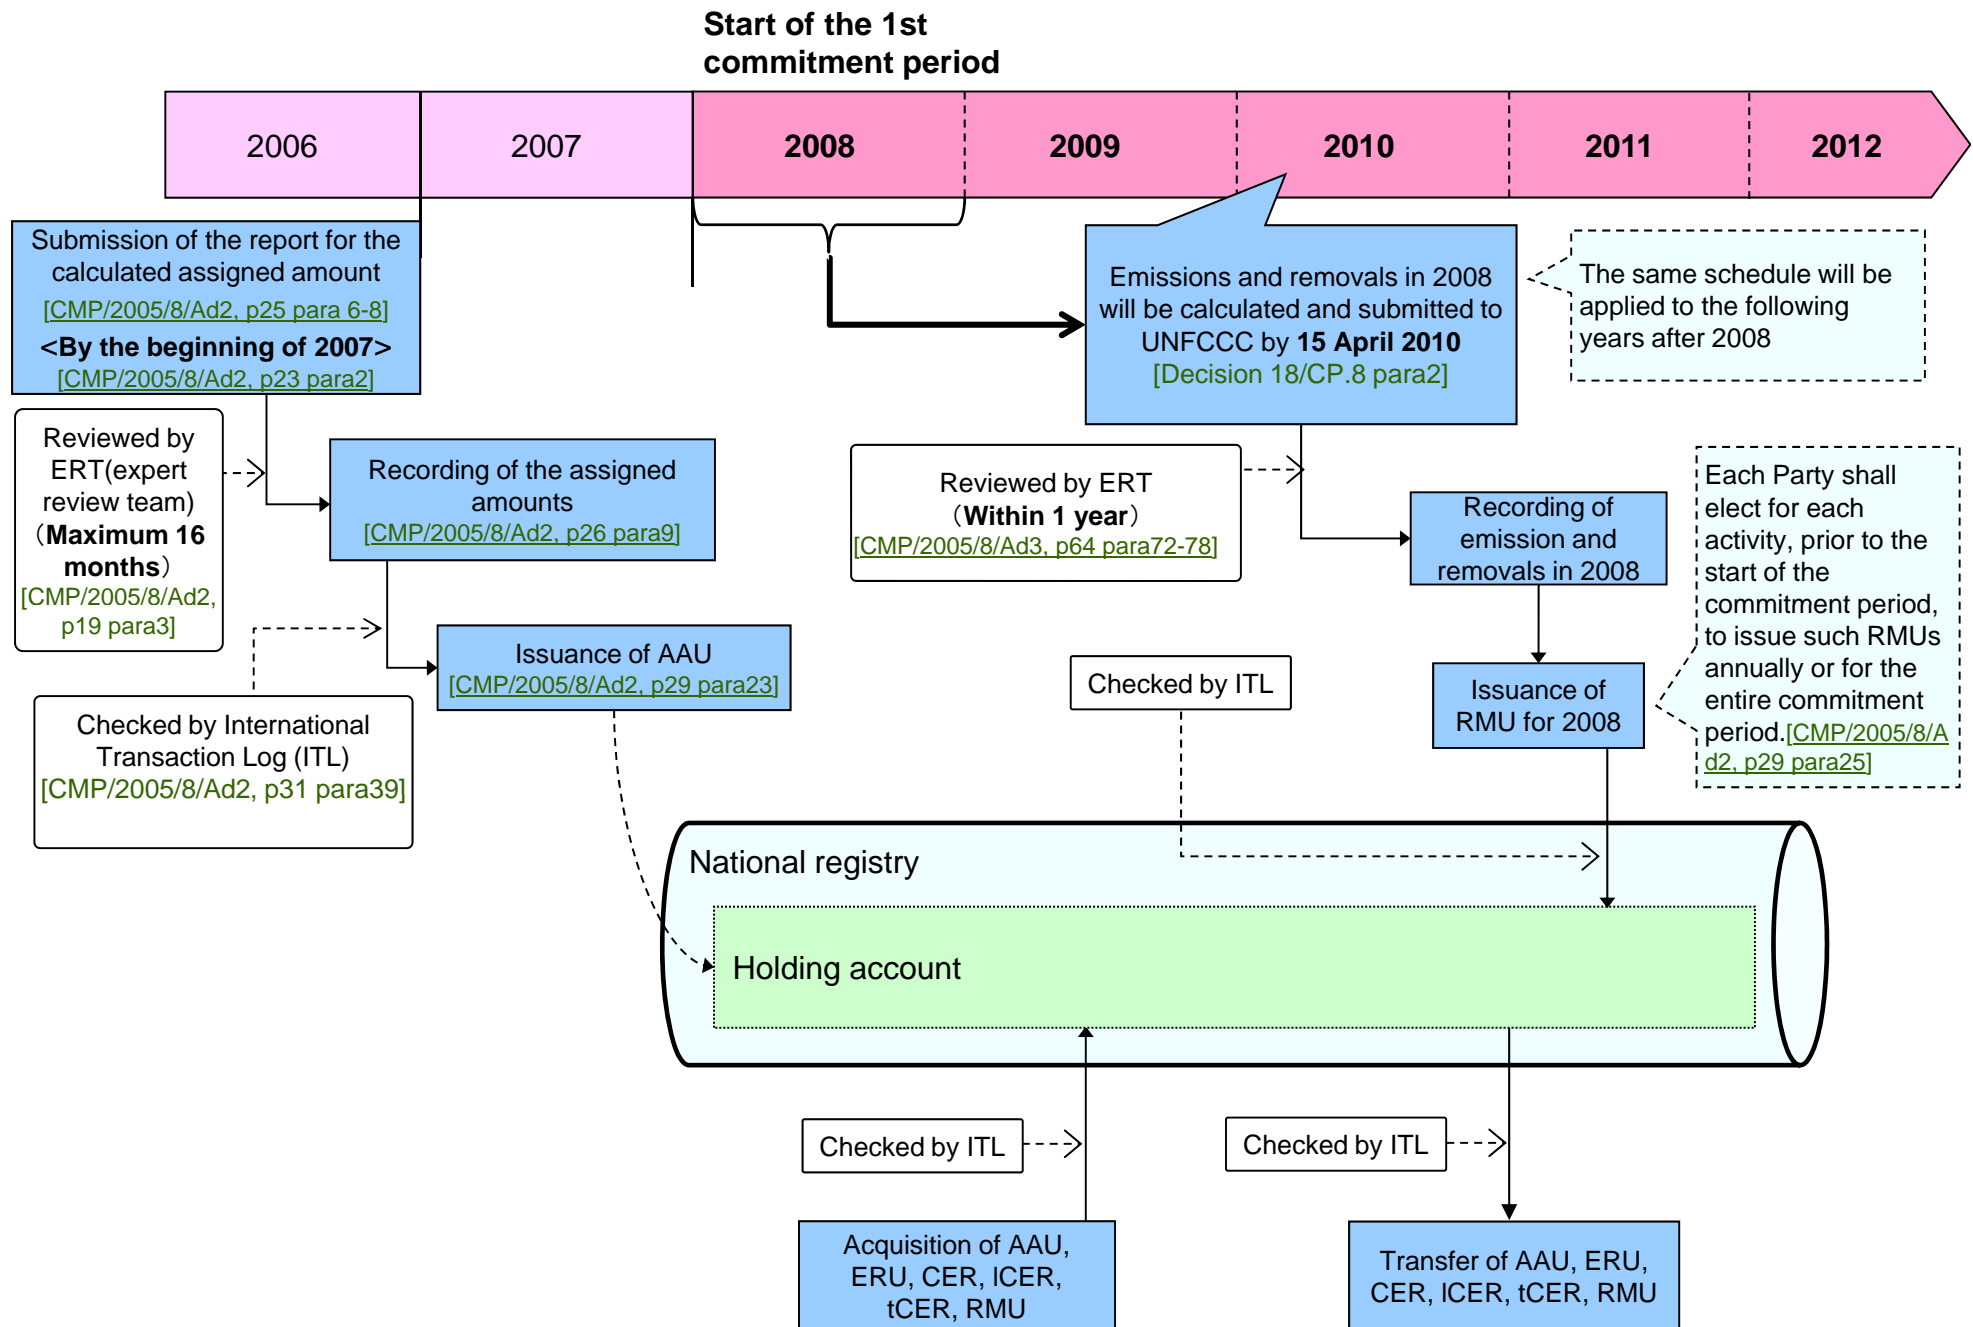 Start of the 1st
commitment period
2006
2007
2008
2009
2010
2011
2012
Submission of the report for the
calculated assigned amount
[CMP/2005/8/Ad2, p25 para 6-8]
<By the beginning of 2007>
[CMP/2005/8/Ad2, p23 para2]
Reviewed by
ERT(expert
review team)
（Maximum 16
months）
[CMP/2005/8/Ad2,
p19 para3]
Recording of the assigned
amounts
[CMP/2005/8/Ad2, p26 para9]
Issuance of AAU
[CMP/2005/8/Ad2, p29 para23]
Checked by International
Transaction Log (ITL)
[CMP/2005/8/Ad2, p31 para39]
Emissions and removals in 2008
will be calculated and submitted to
UNFCCC by 15 April 2010
[Decision 18/CP.8 para2]
The same schedule will be
applied to the following
years after 2008
Reviewed by ERT
（Within 1 year）
[CMP/2005/8/Ad3, p64 para72-78]
Recording of
emission and
removals in 2008
Each Party shall
elect for each
activity, prior to the
start of the
commitment period,
to issue such RMUs
annually or for the
entire commitment
period.[CMP/2005/8/A
d2, p29 para25]
Checked by ITL
Issuance of
RMU for 2008
National registry
Holding account
Checked by ITL
Checked by ITL
Acquisition of AAU,
ERU, CER, lCER,
tCER, RMU
Transfer of AAU, ERU,
CER, lCER, tCER, RMU